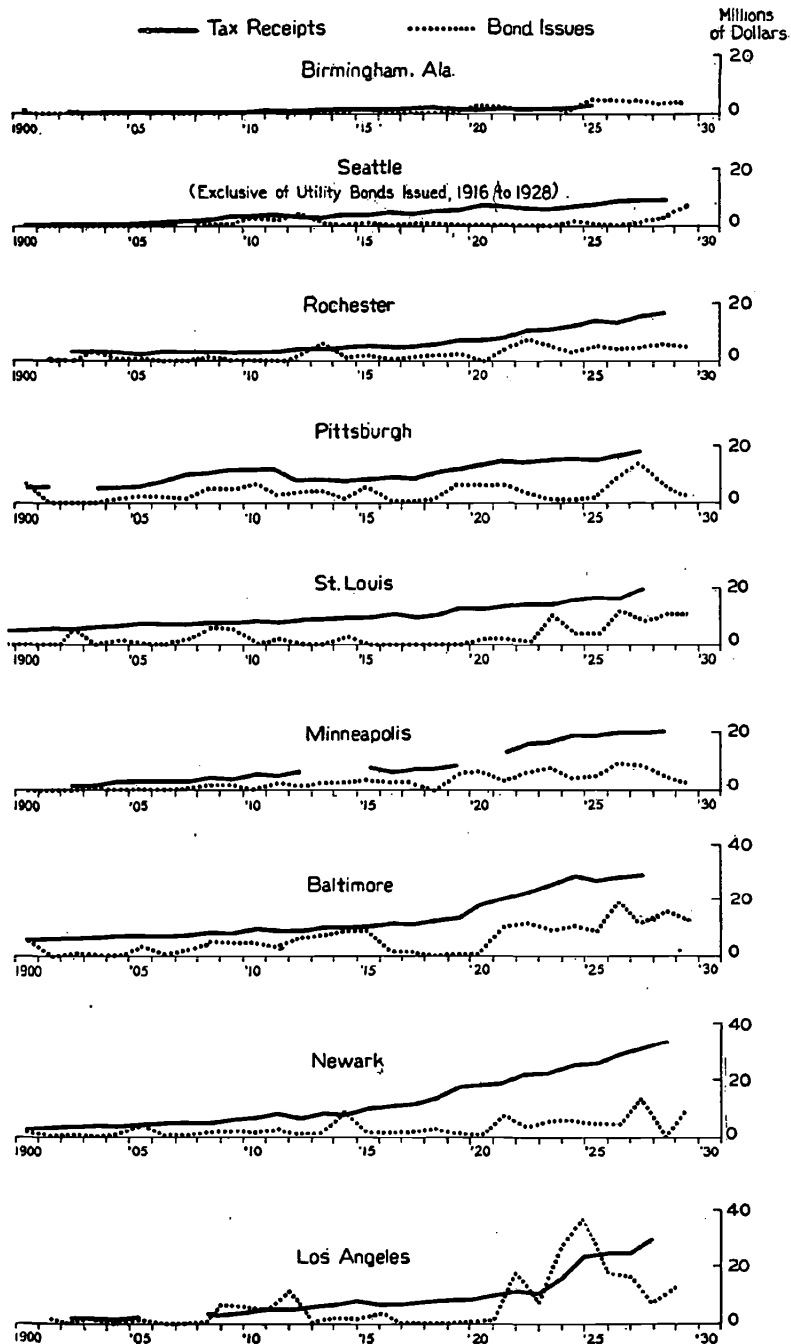 Tax Receipts
Bond Issues
Millions
of Dollars
Birmingham, Ala.
20
0
1900 '05 '10 '15 '20 '25 '30
Seattle
(Exclusive of Utility Bonds Issued, 1916 to 1928)
20
0
1900 '05 '10 '15 '20 '25 '30
Rochester
20
0
1900 '05 '10 '15 '20 '25 '30
Pittsburgh
20
0
1900 '05 '10 '15 '20 '25 '30
St. Louis
20
0
1900 '05 '10 '15 '20 '25 '30
Minneapolis
20
0
1900 '05 '10 '15 '20 '25 '30
Baltimore
40
20
0
1900 '05 '10 '15 '20 '25 '30
Newark
40
20
0
1900 '05 '10 '15 '20 '25 '30
Los Angeles
40
20
0
1900 '05 '10 '15 '20 '25 '30